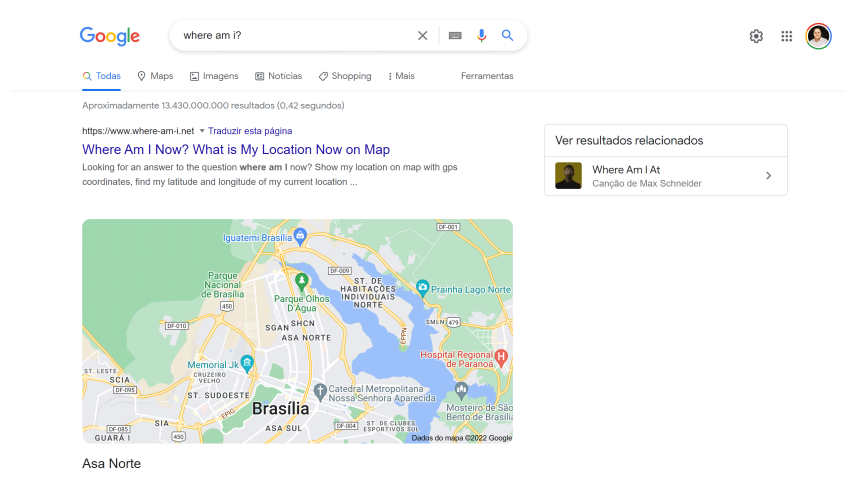 Google
where am i?
Todas
Maps
Imagens
Notícias
Shopping
Mais
Ferramentas
Aproximadamente 13.430.000.000 resultados (0,42 segundos)
https://www.where-am-i.net
Traduzir esta página
Where Am I Now? What is My Location Now on Map
Looking for an answer to the question where am I now? Show my location on map with gps
coordinates, find my latitude and longitude of my current location ...
Ver resultados relacionados
Where Am I At
Canção de Max Schneider
DF-001
Iguatemi Brasília
DF-009
Parque
Nacional
de Brasília
450
ST. DE
HABITAÇÕES
INDIVIDUAIS
NORTE
Prainha Lago Norte
Parque Olhos
D'Água
DF-010
SGAN
SHCN
ASA NORTE
EPPN
SMLN
479
Memorial Jk
Hospital Regional
de Paranoá
ST. LESTE
SCIA
DF-095
CRUZEIRO
VELHO
ST. SUDOESTE
Catedral Metropolitana
Nossa Senhora Aparecida
EPIG
Brasília
Mosteiro de São
Bento de Brasília
SIA
DF-085
GUARÁ I
450
ASA SUL
DF-004
ST. DE CLUBES
ESPORTIVOS SUL
Dados do mapa ©2022 Google
Asa Norte